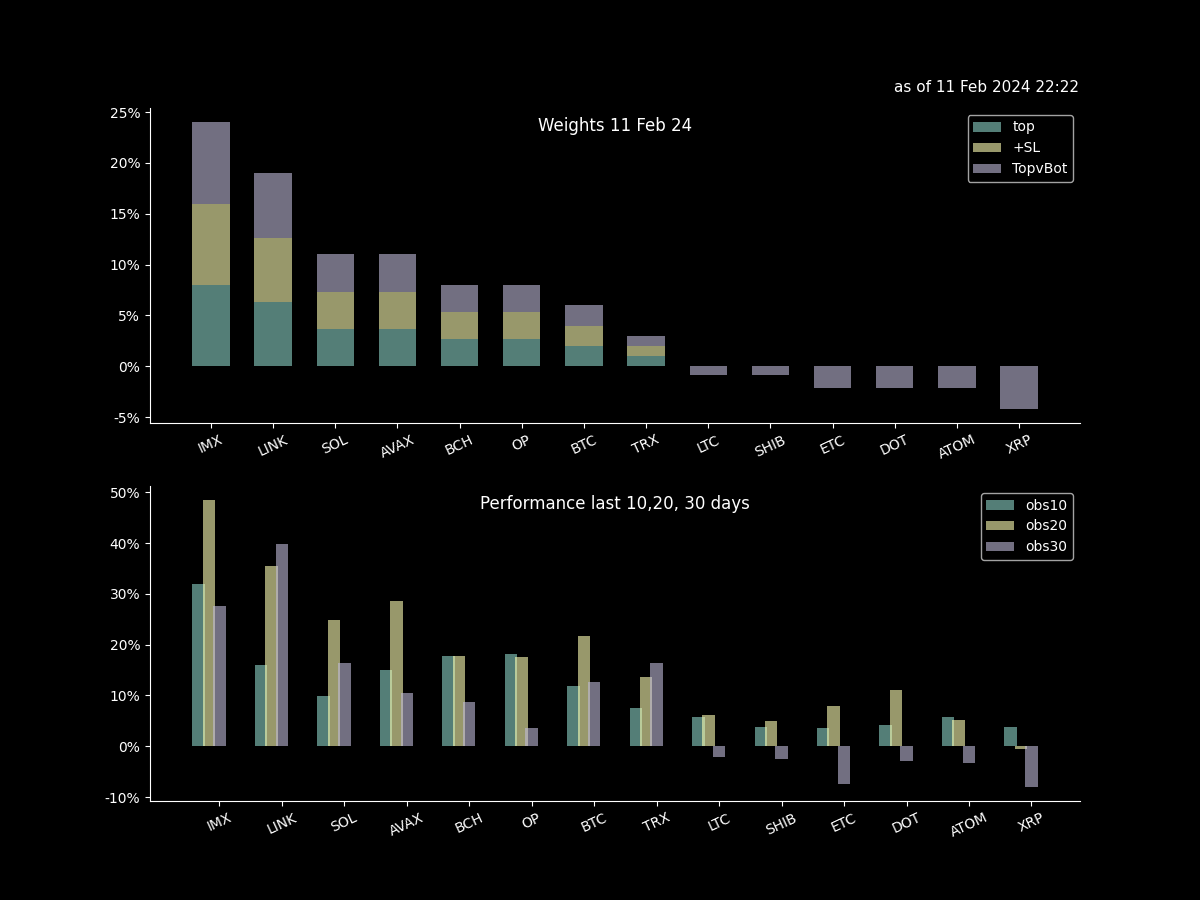 as of 11 Feb 2024 22:22
Weights 11 Feb 24
top
+SL
TopvBot
25%
20%
15%
10%
5%
0%
-5%
IMX LINK SOL AVAX BCH OP BTC TRX LTC SHIB ETC DOT ATOM XRP
Performance last 10,20, 30 days
obs10
obs20
obs30
50%
40%
30%
20%
10%
0%
-10%
IMX LINK SOL AVAX BCH OP BTC TRX LTC SHIB ETC DOT ATOM XRP